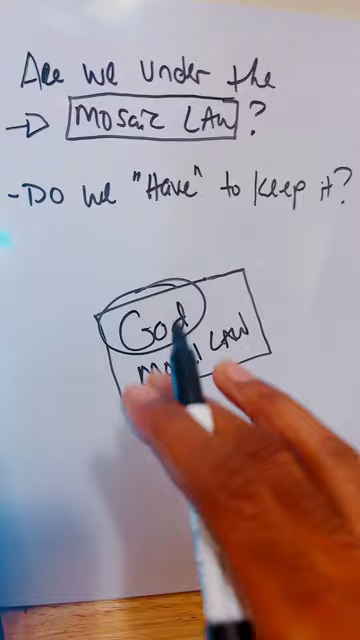 Are we under the
→ Mosaic LAW?
-Do we "Have" to keep it?
God
LAW